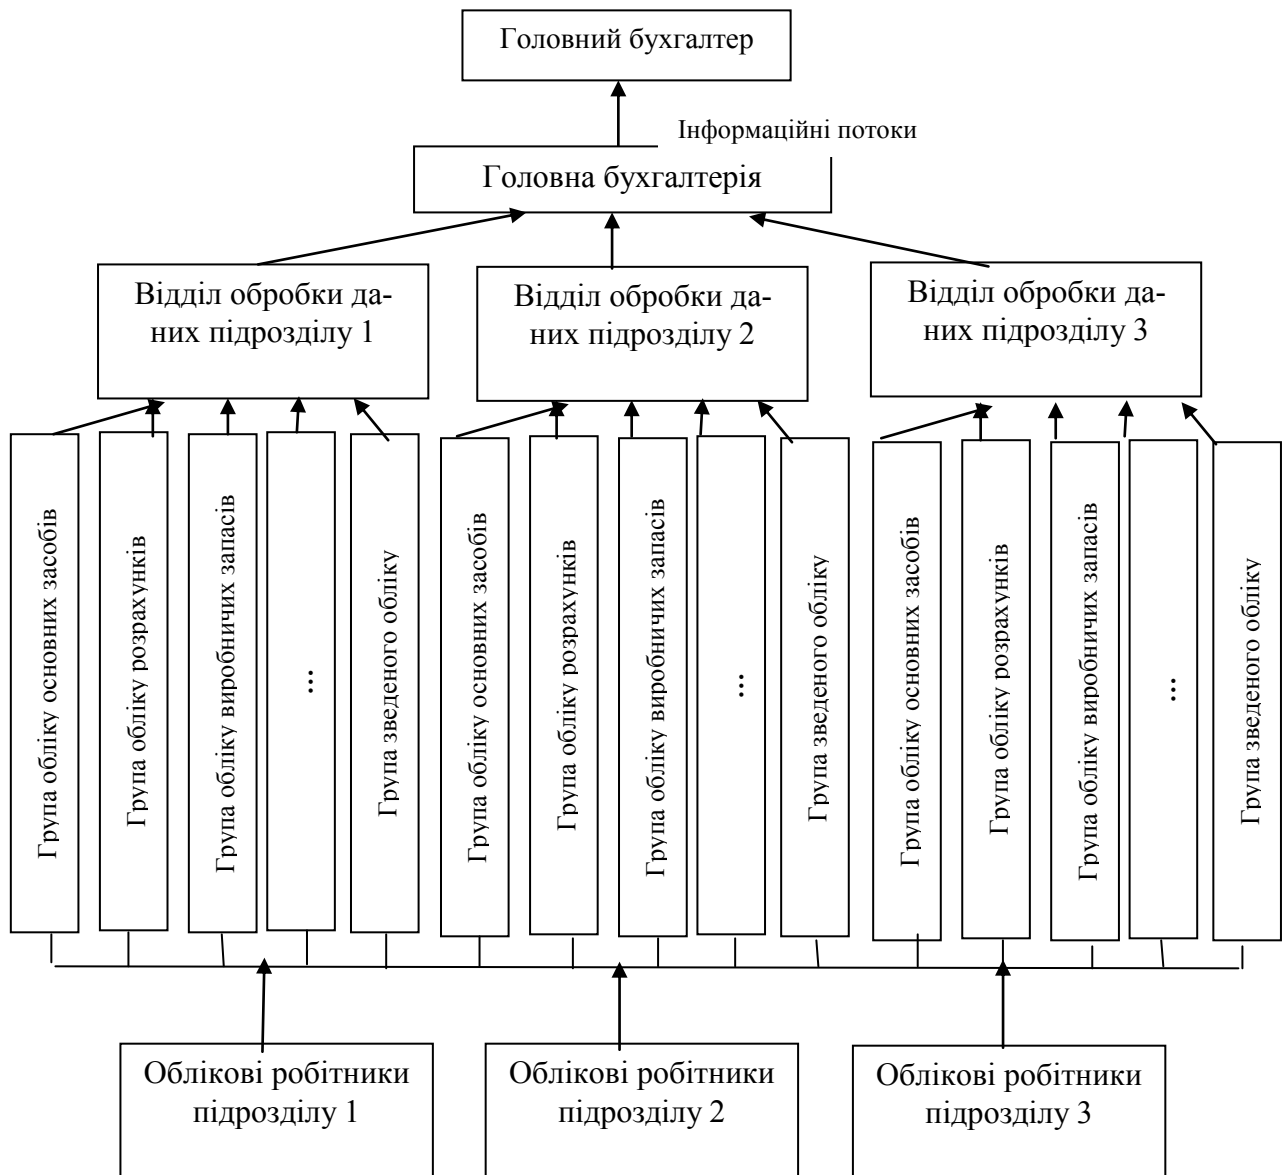 Головний бухгалтер
Інформаційні потоки
Головна бухгалтерія
Відділ обробки да-
них підрозділу 1
Відділ обробки да-
них підрозділу 2
Відділ обробки да-
них підрозділу 3
Група обліку основних засобів
Група обліку розрахунків
Група обліку виробничих запасів
...
Група зведеного обліку
Група обліку основних засобів
Група обліку розрахунків
Група обліку виробничих запасів
...
Група зведеного обліку
Група обліку основних засобів
Група обліку розрахунків
Група обліку виробничих запасів
...
Група зведеного обліку
Облікові робітники
підрозділу 1
Облікові робітники
підрозділу 2
Облікові робітники
підрозділу 3